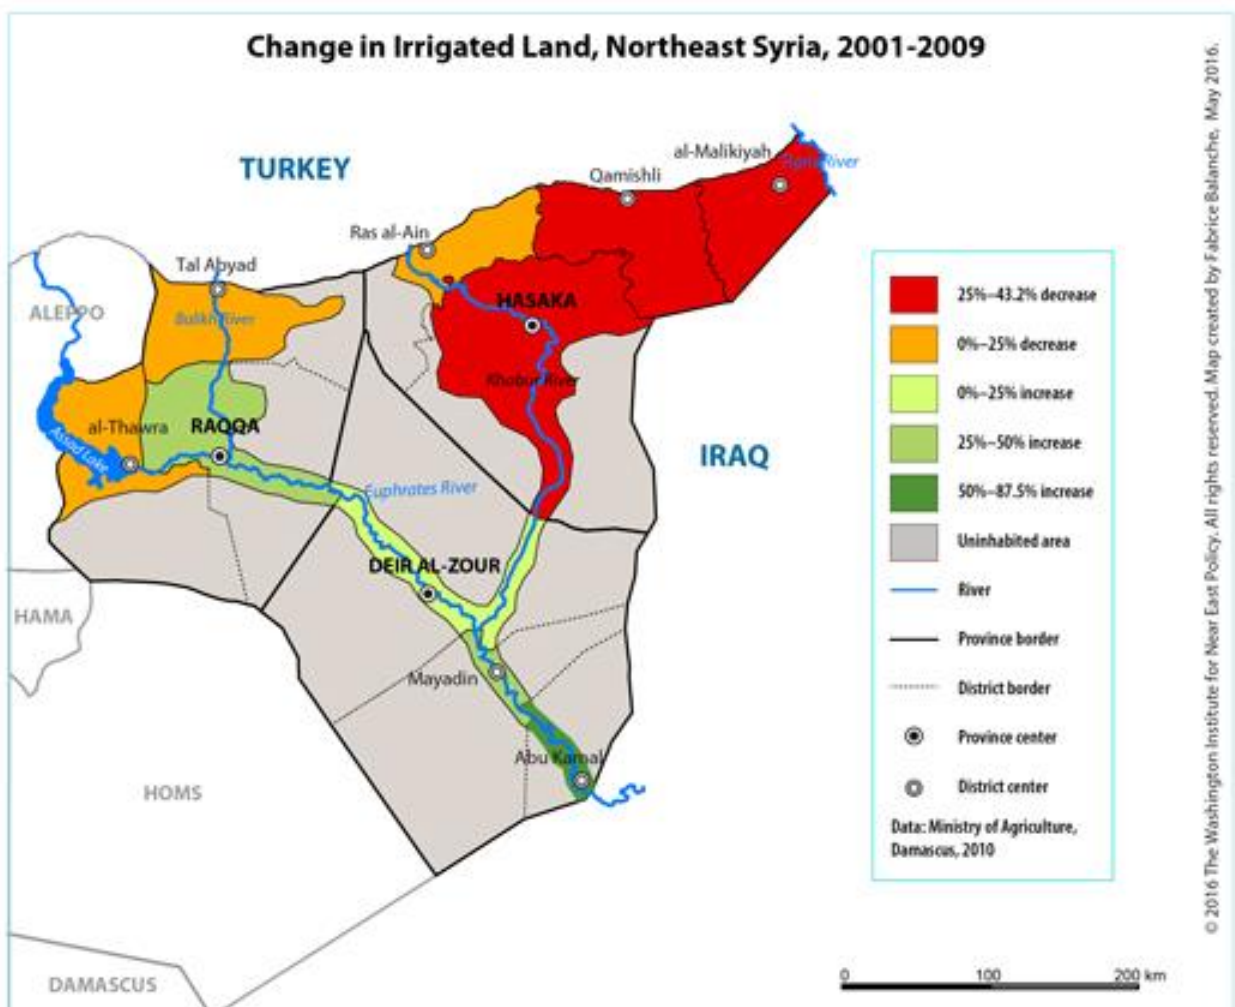 Change in Irrigated Land, Northeast Syria, 2001-2009
TURKEY
al-Malikiyah
River
Qamishli
Ras al-Ain
Tal Abyad
ALEPPO
Balikh River
HASAKA
Khabur River
al-Thawra
RAQQA
Assad Lake
IRAQ
Euphrates River
DEIR AL-ZOUR
HAMA
Mayadin
Abu Kamal
HOMS
DAMASCUS
25%–43.2% decrease
0%–25% decrease
0%–25% increase
25%–50% increase
50%–87.5% increase
Uninhabited area
River
Province border
District border
Province center
District center
Data: Ministry of Agriculture,
Damascus, 2010
0 100 200 km
© 2016 The Washington Institute for Near East Policy. All rights reserved. Map created by Fabrice Balanche, May 2016.